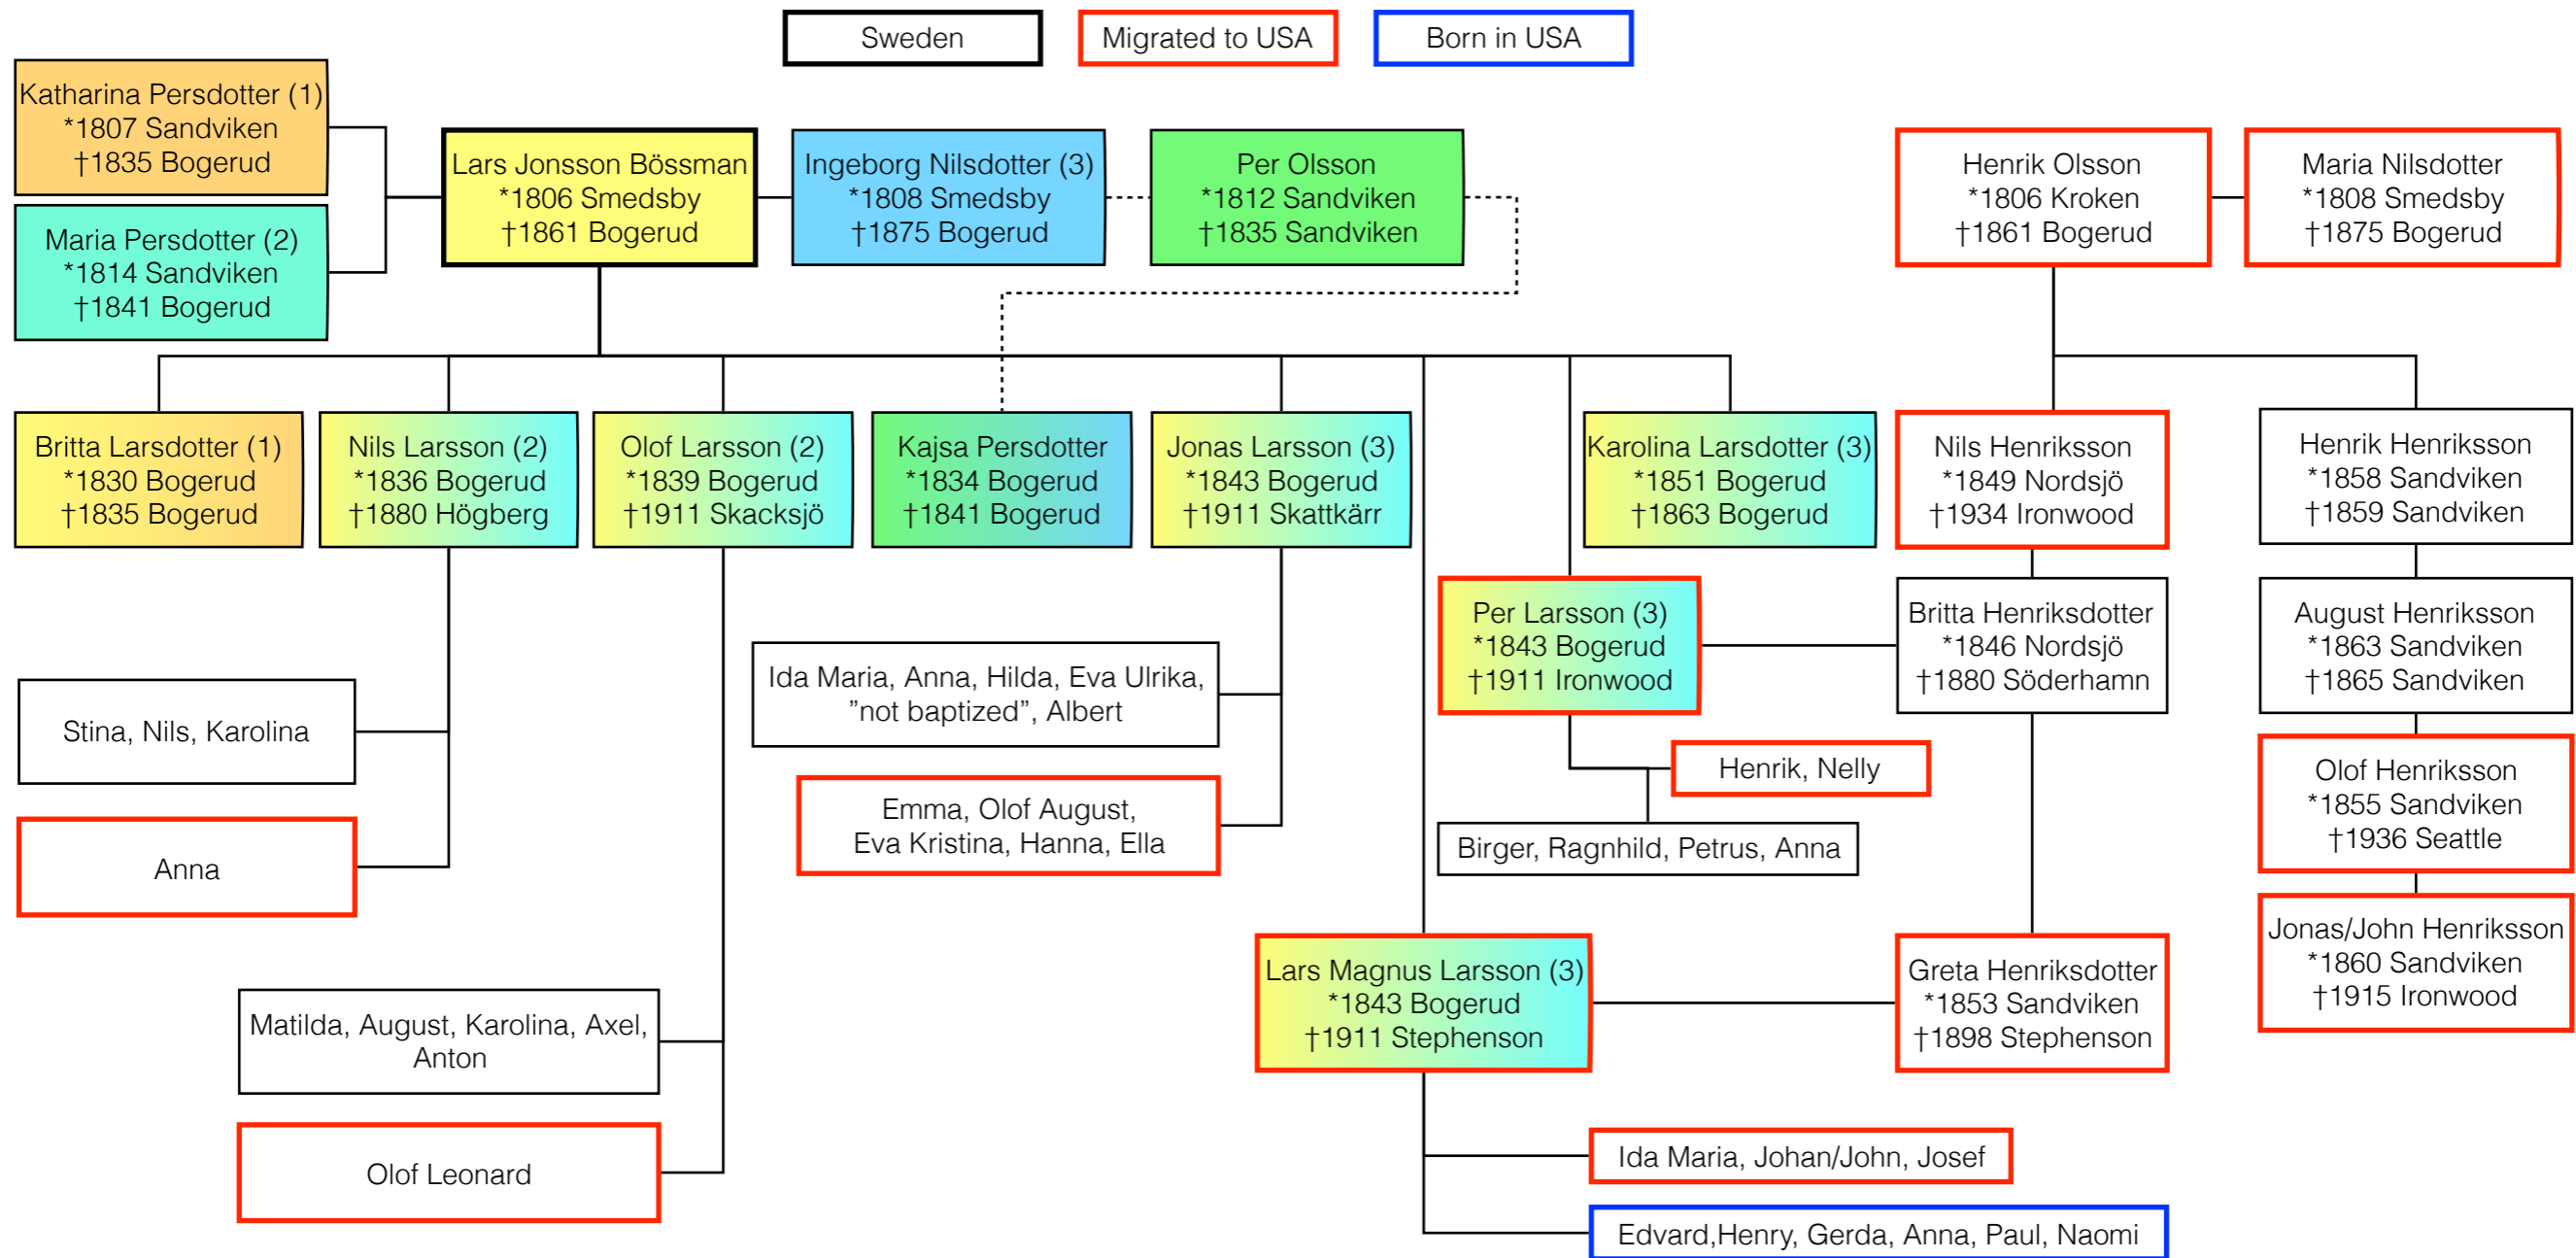 Sweden
Migrated to USA
Born in USA
Katharina Persdotter (1)
*1807 Sandviken
†1835 Bogerud
Maria Persdotter (2)
*1814 Sandviken
†1841 Bogerud
Lars Jonsson Bössman
*1806 Smedsby
†1861 Bogerud
Ingeborg Nilsdotter (3)
*1808 Smedsby
†1875 Bogerud
Per Olsson
*1812 Sandviken
†1835 Sandviken
Henrik Olsson
*1806 Kroken
†1861 Bogerud
Maria Nilsdotter
*1808 Smedsby
†1875 Bogerud
Britta Larsdotter (1)
*1830 Bogerud
†1835 Bogerud
Nils Larsson (2)
*1836 Bogerud
†1880 Högberg
Olof Larsson (2)
*1839 Bogerud
†1911 Skacksjö
Kajsa Persdotter
*1834 Bogerud
†1841 Bogerud
Jonas Larsson (3)
*1843 Bogerud
†1911 Skattkärr
Karolina Larsdotter (3)
*1851 Bogerud
†1863 Bogerud
Nils Henriksson
*1849 Nordsjö
†1934 Ironwood
Henrik Henriksson
*1858 Sandviken
†1859 Sandviken
Per Larsson (3)
*1843 Bogerud
†1911 Ironwood
Britta Henriksdotter
*1846 Nordsjö
†1880 Söderhamn
August Henriksson
*1863 Sandviken
†1865 Sandviken
Stina, Nils, Karolina
Anna
Ida Maria, Anna, Hilda, Eva Ulrika,
”not baptized”, Albert
Emma, Olof August,
Eva Kristina, Hanna, Ella
Henrik, Nelly
Birger, Ragnhild, Petrus, Anna
Olof Henriksson
*1855 Sandviken
†1936 Seattle
Jonas/John Henriksson
*1860 Sandviken
†1915 Ironwood
Lars Magnus Larsson (3)
*1843 Bogerud
†1911 Stephenson
Greta Henriksdotter
*1853 Sandviken
†1898 Stephenson
Matilda, August, Karolina, Axel,
Anton
Olof Leonard
Ida Maria, Johan/John, Josef
Edvard,Henry, Gerda, Anna, Paul, Naomi